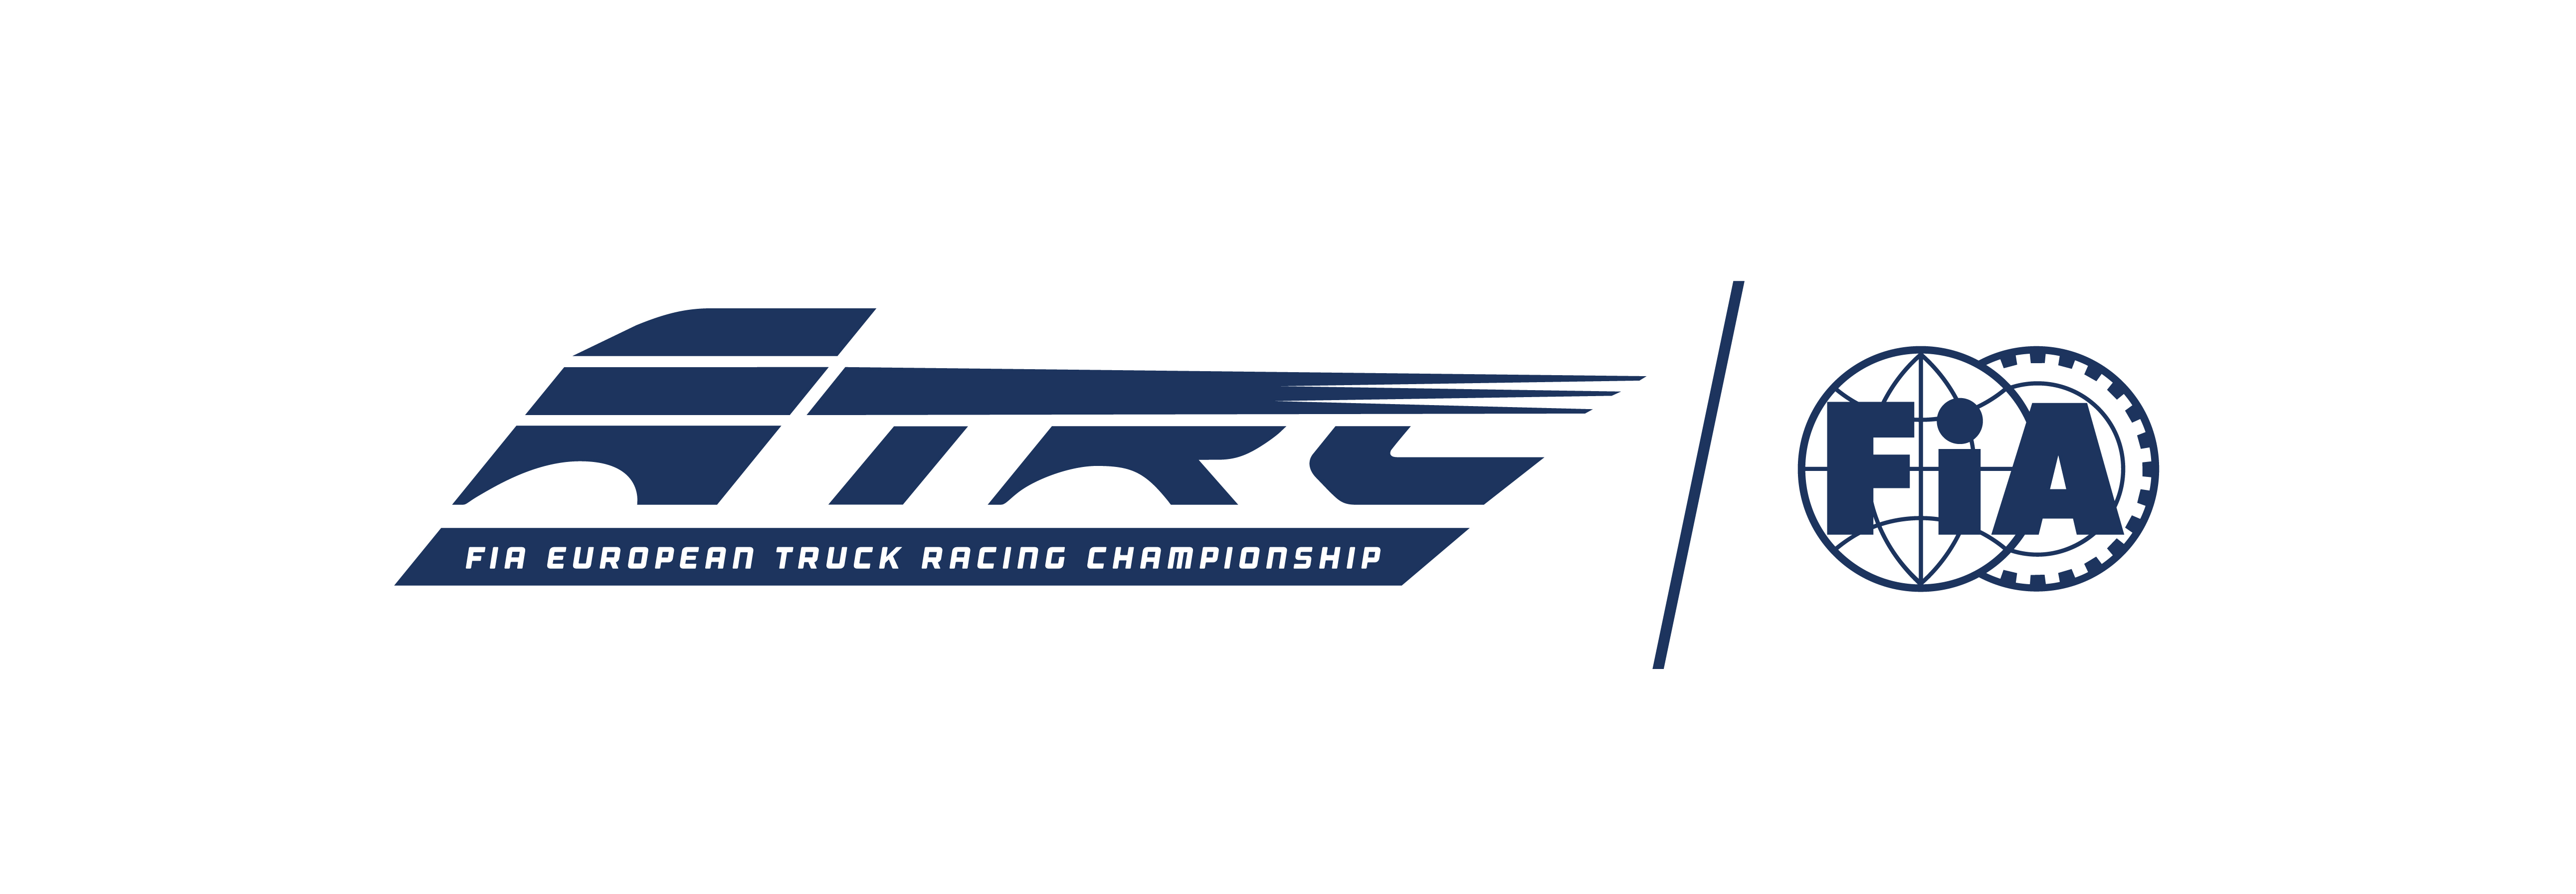 ETRC
FIA EUROPEAN TRUCK RACING CHAMPIONSHIP
FiA